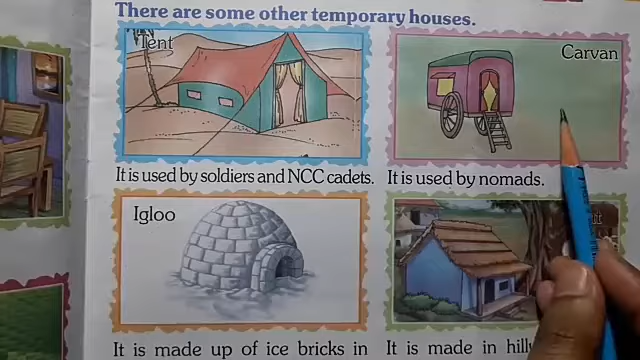 There are some other temporary houses.
Tent
Carvan
It is used by soldiers and NCC cadets.
It is used by nomads.
Igloo
It is made up of ice bricks in
It is made in hilly